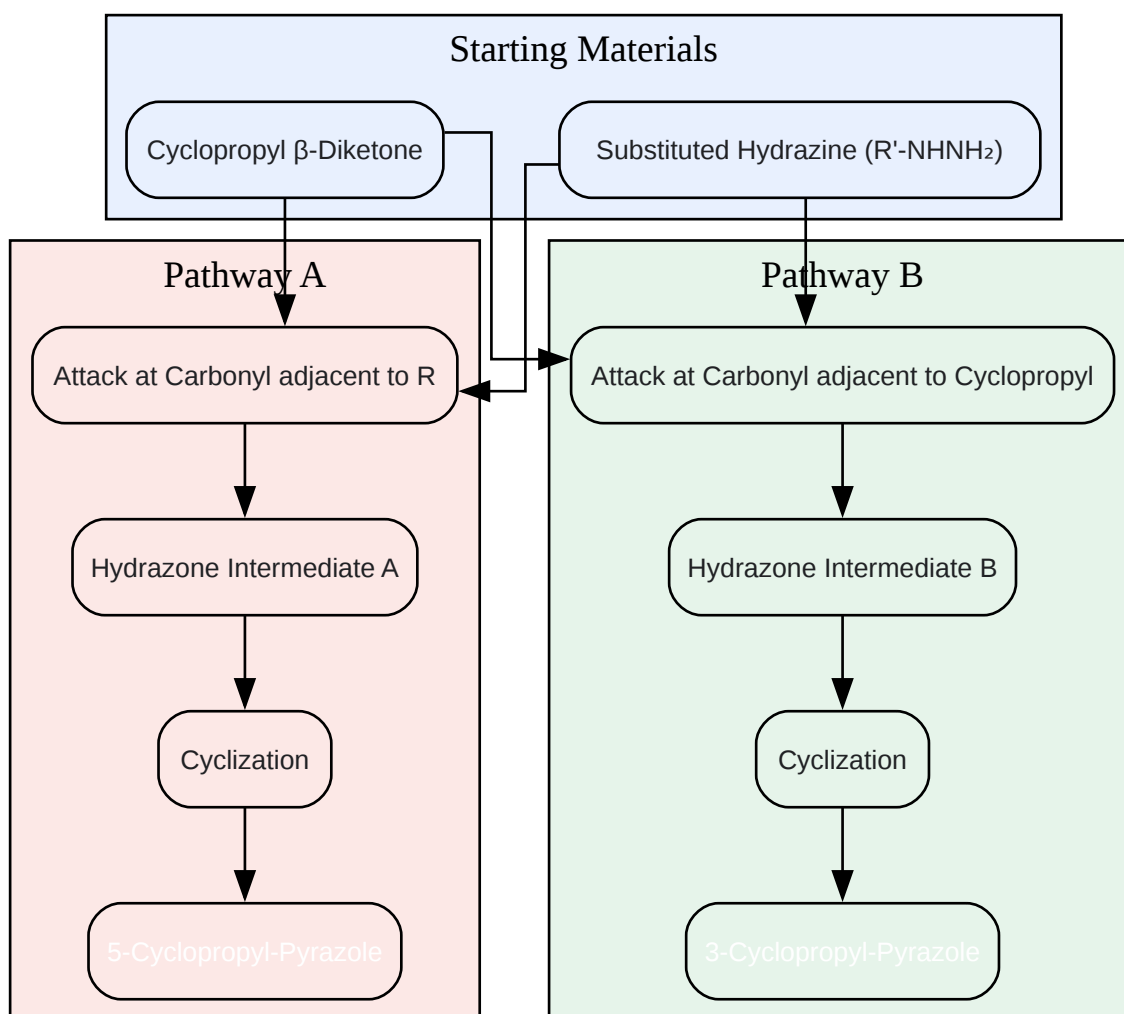 Starting Materials
Cyclopropyl β-Diketone
Substituted Hydrazine (R'-NHNH₂)
Pathway A
Attack at Carbonyl adjacent to R
Hydrazone Intermediate A
Cyclization
5-Cyclopropyl-Pyrazole
Pathway B
Attack at Carbonyl adjacent to Cyclopropyl
Hydrazone Intermediate B
Cyclization
3-Cyclopropyl-Pyrazole